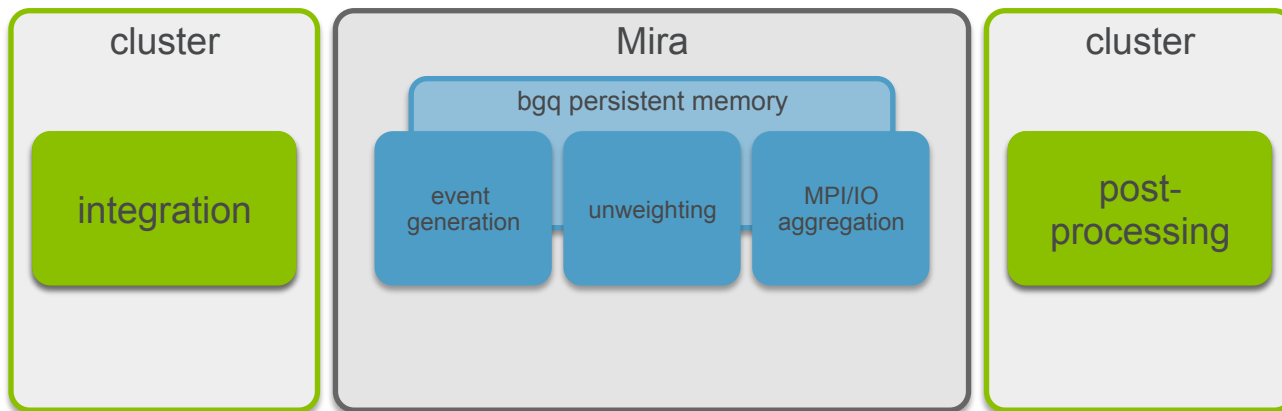 cluster
integration
Mira
bgq persistent memory
event
generation
unweighting
MPI/IO
aggregation
cluster
post-
processing